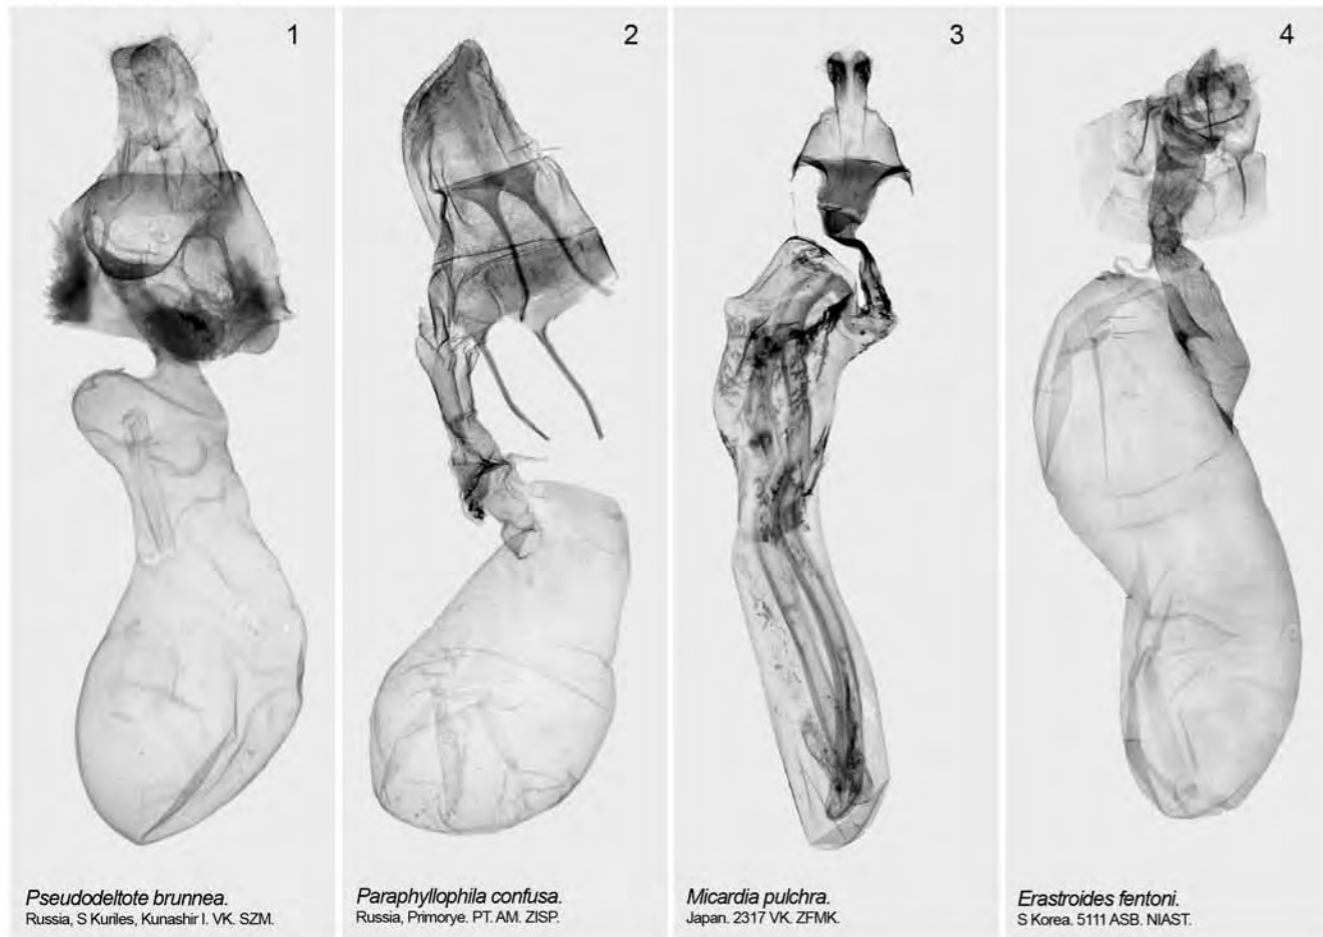 1
2
3
4
Pseudodeltote brunnea.
Russia, S Kuriles, Kunashir I. VK. SZM.
Paraphyllophila confusa.
Russia, Primorye. PT. AM. ZISP.
Micardia pulchra.
Japan. 2317 VK. ZFMK.
Erastroides fentoni.
S Korea. 5111 ASB. NIAST.